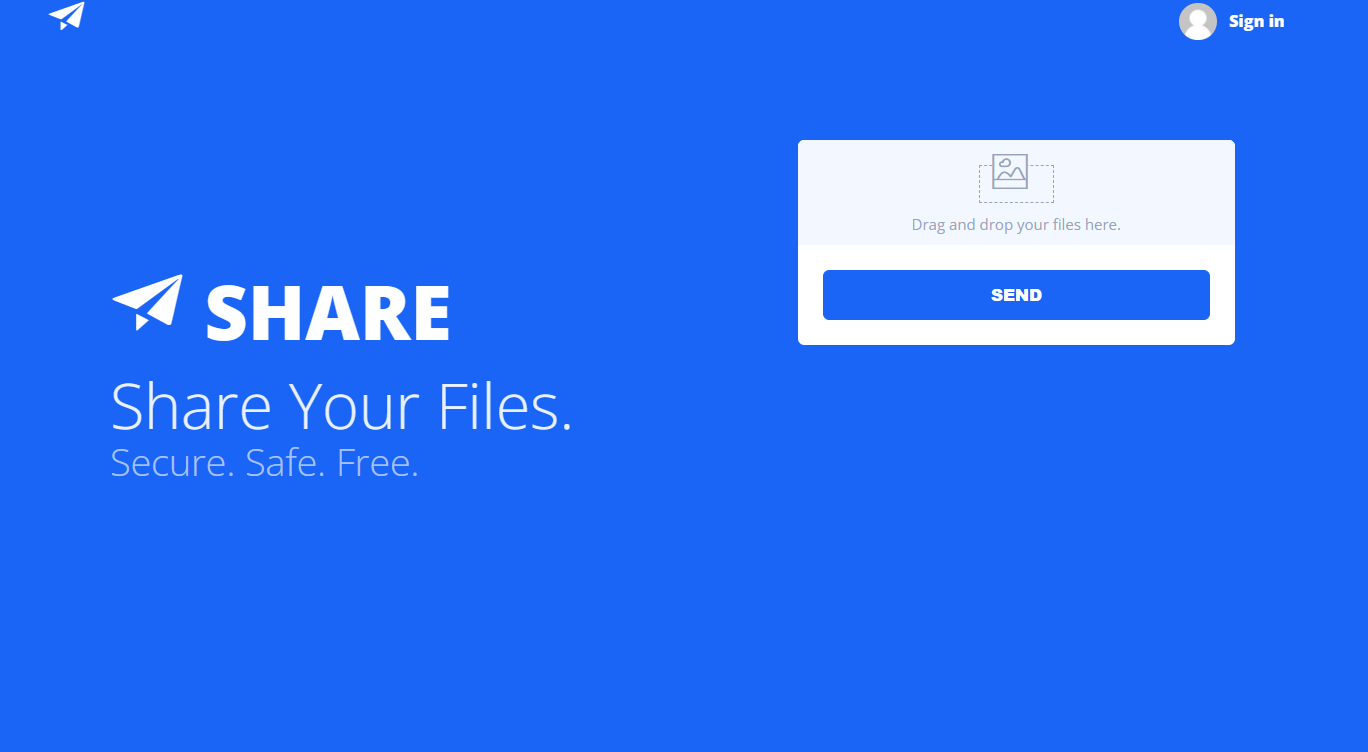 Sign in
Drag and drop your files here.
SEND
SHARE
Share Your Files.
Secure. Safe. Free.